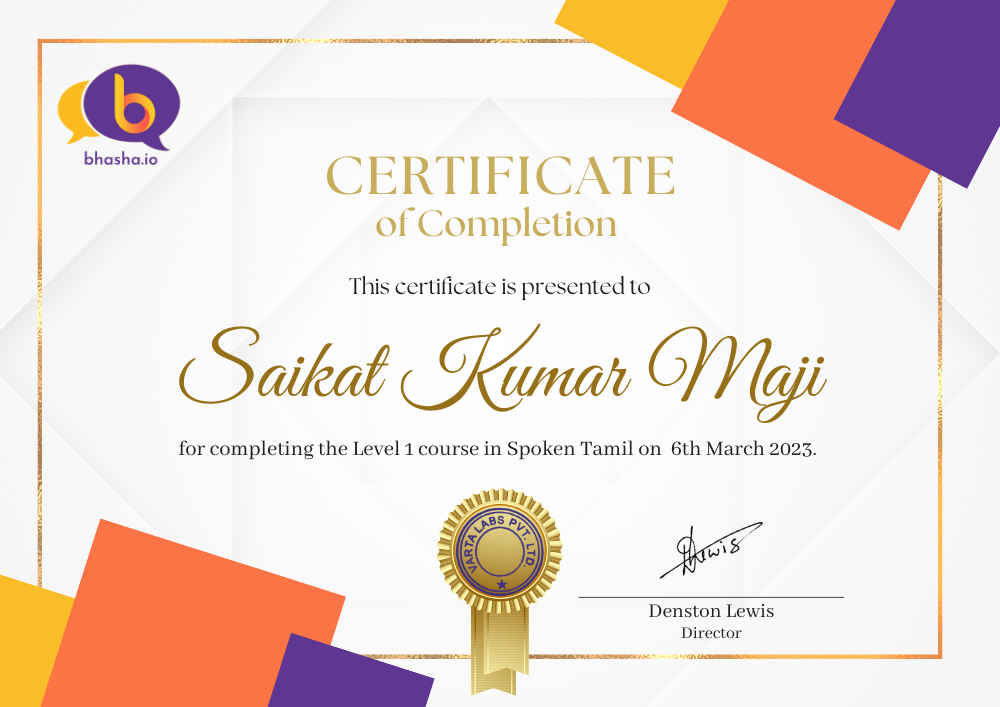 bhasha.io
CERTIFICATE
of Completion
This certificate is presented to
Saikat Kumar Maji
for completing the Level 1 course in Spoken Tamil on 6th March 2023.
VARTA LABS PVT. LTD.
DLewis
Denston Lewis
Director